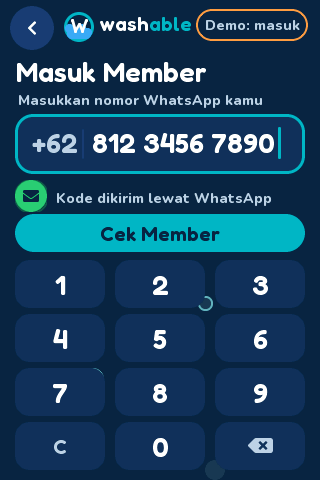 washable
Demo: masuk
Masuk Member
Masukkan nomor WhatsApp kamu
+62 812 3456 7890
Kode dikirim lewat WhatsApp
Cek Member
1 2 3
4 5 6
7 8 9
C 0